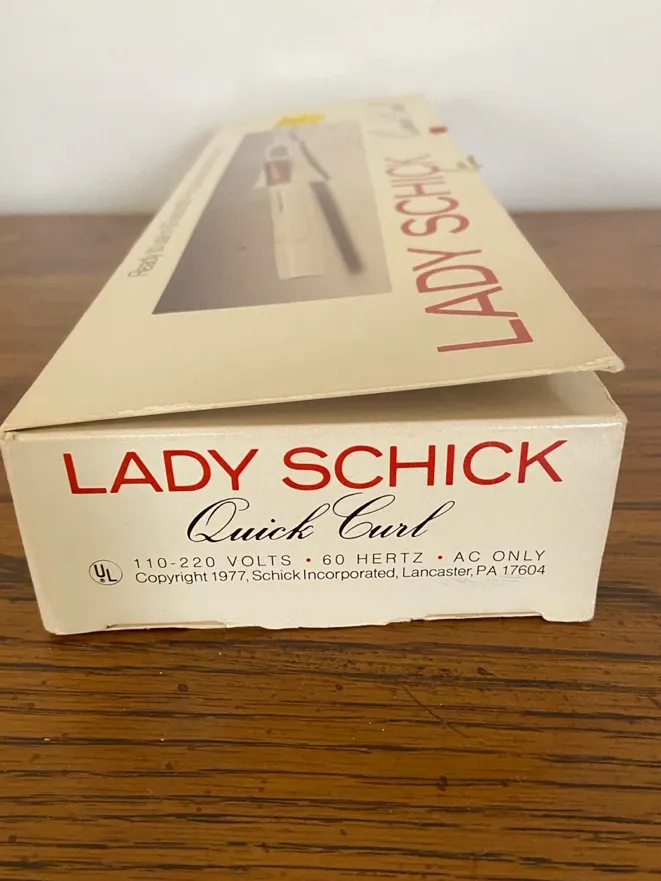 LADY SCHICK
LADY SCHICK
Quick Curl
UL
110-220 VOLTS • 60 HERTZ • AC ONLY
Copyright 1977, Schick Incorporated, Lancaster, PA 17604